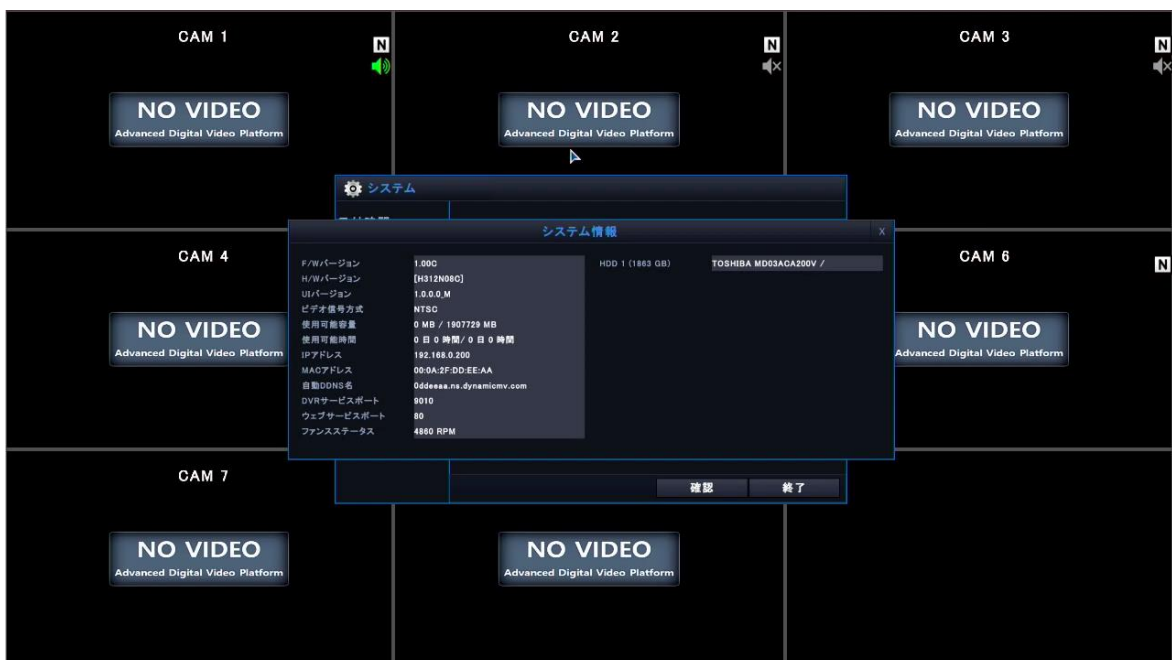 CAM 1
N
NO VIDEO
Advanced Digital Video Platform
CAM 2
N
NO VIDEO
Advanced Digital Video Platform
CAM 3
N
NO VIDEO
Advanced Digital Video Platform
システム
システム情報
X
F/Wバージョン 1.00C
H/Wバージョン [H312N08C]
UIバージョン 1.0.0.0_M
ビデオ信号方式 NTSC
使用可能容量 0 MB / 1907729 MB
使用可能時間 0 日 0 時間/ 0 日 0 時間
IPアドレス 192.168.0.200
MACアドレス 00:0A:2F:DD:EE:AA
自動DDNS名 0ddeeaa.ns.dynamicmv.com
DVRサービスポート 9010
ウェブサービスポート 80
ファンスステータス 4860 RPM
HDD 1 (1863 GB) TOSHIBA MD03ACA200V /
CAM 4
NO VIDEO
Advanced Digital Video Platform
CAM 6
N
NO VIDEO
Advanced Digital Video Platform
確認 終了
CAM 7
NO VIDEO
Advanced Digital Video Platform
NO VIDEO
Advanced Digital Video Platform